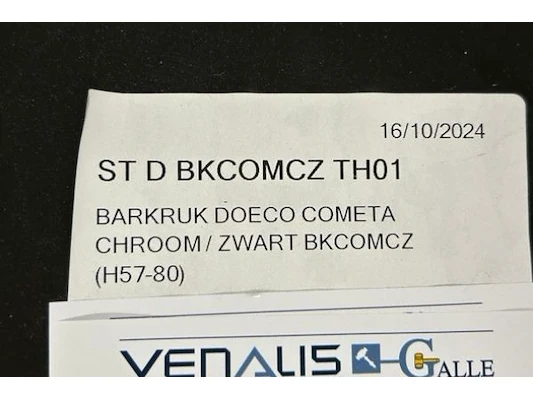 16/10/2024
ST D BKCOMCZ TH01
BARKRUK DOECO COMETA
CHROOM / ZWART BKCOMCZ
(H57-80)
VENALIS GALLE